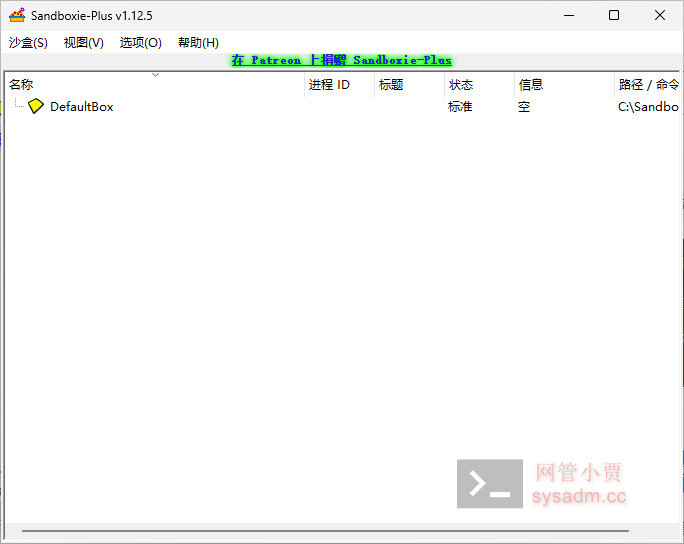 Sandboxie-Plus v1.12.5
沙盒(S) 视图(V) 选项(O) 帮助(H)
在 Patreon 上捐赠 Sandboxie-Plus
名称 进程 ID 标题 状态 信息 路径 / 命令
DefaultBox 标准 空 C:\Sandbo
网管小贾
sysadm.cc